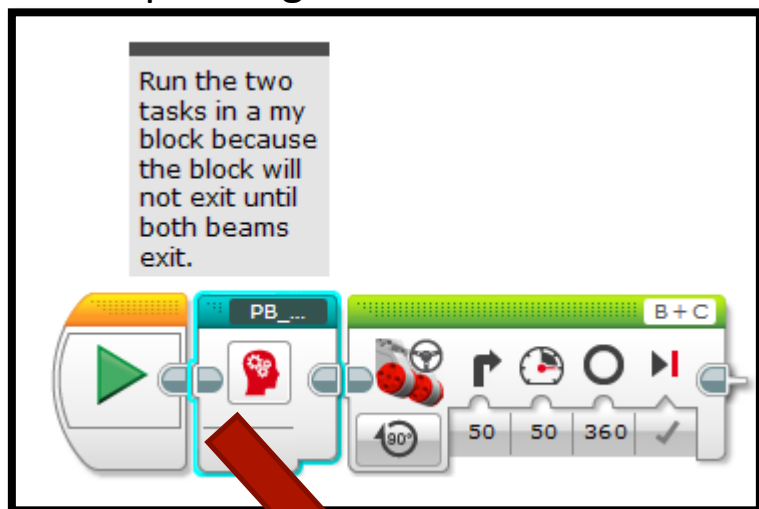 Run the two
tasks in a my
block because
the block will
not exit until
both beams
exit.
PB_...
B + C
90°
50 50 360